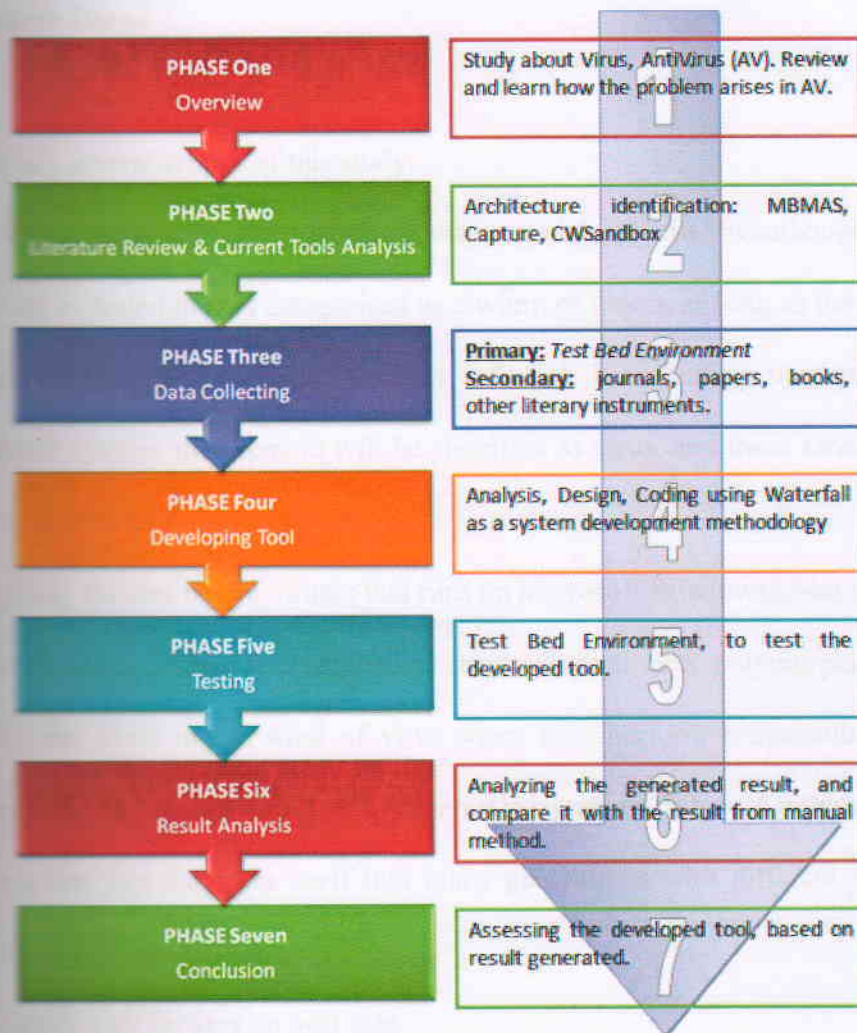 PHASE One
Overview
Study about Virus, AntiVirus (AV). Review
and learn how the problem arises in AV.
1
PHASE Two
Literature Review & Current Tools Analysis
Architecture identification: MBMAS,
Capture, CWSandbox
2
PHASE Three
Data Collecting
Primary: Test Bed Environment
Secondary: journals, papers, books,
other literary instruments.
3
PHASE Four
Developing Tool
Analysis, Design, Coding using Waterfall
as a system development methodology
4
PHASE Five
Testing
Test Bed Environment, to test the
developed tool.
5
PHASE Six
Result Analysis
Analyzing the generated result, and
compare it with the result from manual
method.
6
PHASE Seven
Conclusion
Assessing the developed tool, based on
result generated.
7